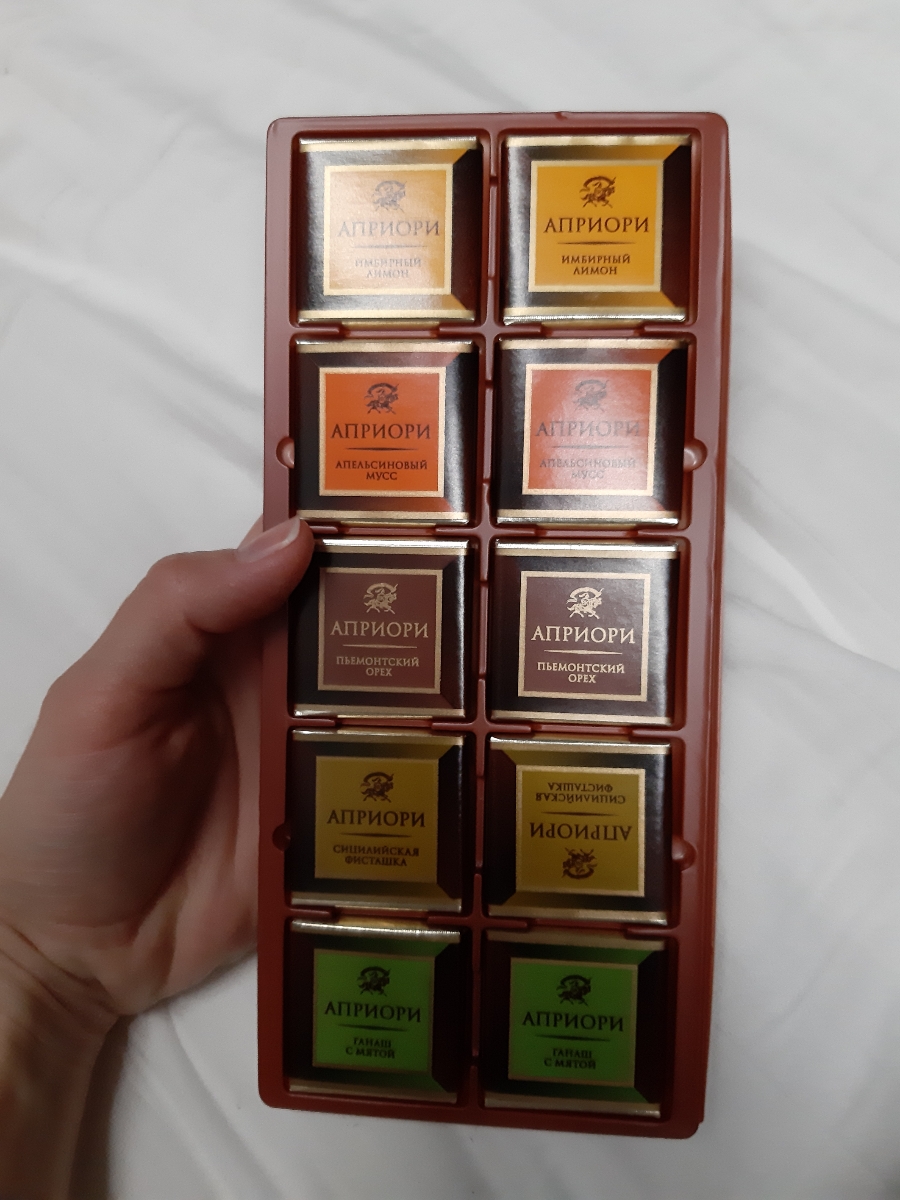 АПРИОРИ
ИМБИРНЫЙ
ЛИМОН
АПРИОРИ
ИМБИРНЫЙ
ЛИМОН
АПРИОРИ
АПЕЛЬСИНОВЫЙ
МУСС
АПРИОРИ
АПЕЛЬСИНОВЫЙ
МУСС
АПРИОРИ
ПЬЕМОНТСКИЙ
ОРЕХ
АПРИОРИ
ПЬЕМОНТСКИЙ
ОРЕХ
АПРИОРИ
СИЦИЛИЙСКАЯ
ФИСТАШКА
АПРИОРИ
СИЦИЛИЙСКАЯ
ФИСТАШКА
АПРИОРИ
ГАНАШ
С МЯТОЙ
АПРИОРИ
ГАНАШ
С МЯТОЙ